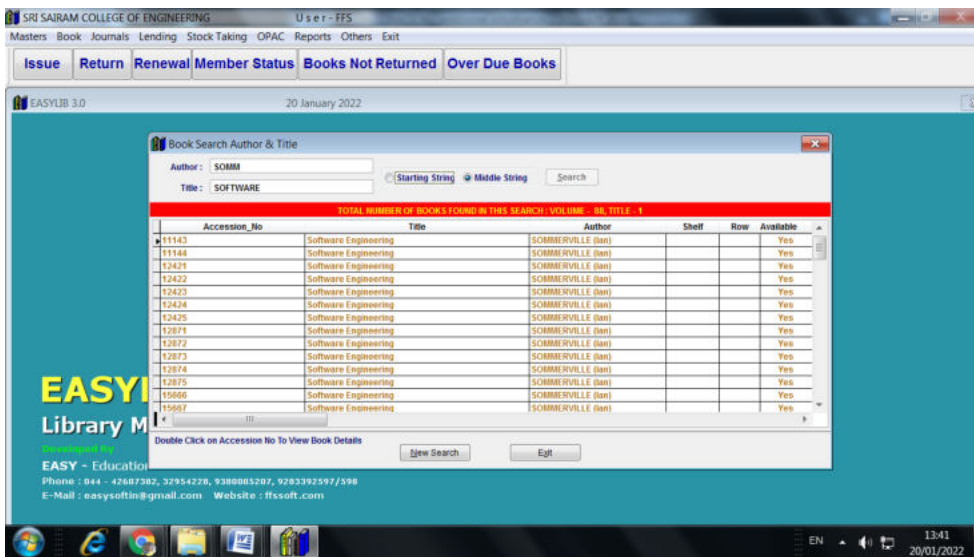 SRI SAIRAM COLLEGE OF ENGINEERING User - FFS
Masters Book Journals Lending Stock Taking OPAC Reports Others Exit
Issue Return Renewal Member Status Books Not Returned Over Due Books
EASYLIB 3.0 20 January 2022
Book Search Author & Title
Author : SOMM
Starting String Middle String Search
Title : SOFTWARE
TOTAL NUMBER OF BOOKS FOUND IN THIS SEARCH : VOLUME - 88, TITLE - 1
Accession_No Title Author Shelf Row Available
11143 Software Engineering SOMMERVILLE (Ian) Yes
11144 Software Engineering SOMMERVILLE (Ian) Yes
12421 Software Engineering SOMMERVILLE (Ian) Yes
12422 Software Engineering SOMMERVILLE (Ian) Yes
12423 Software Engineering SOMMERVILLE (Ian) Yes
12424 Software Engineering SOMMERVILLE (Ian) Yes
12425 Software Engineering SOMMERVILLE (Ian) Yes
12871 Software Engineering SOMMERVILLE (Ian) Yes
12872 Software Engineering SOMMERVILLE (Ian) Yes
12873 Software Engineering SOMMERVILLE (Ian) Yes
12874 Software Engineering SOMMERVILLE (Ian) Yes
12875 Software Engineering SOMMERVILLE (Ian) Yes
15666 Software Engineering SOMMERVILLE (Ian) Yes
15667 Software Engineering SOMMERVILLE (Ian) Yes
Double Click on Accession No To View Book Details
New Search Exit
EASYL
Library M
Developed By
EASY - Education
Phone : 044 - 42687382, 32954228, 9380085207, 9283392597/598
E-Mail : easysoftin@gmail.com Website : ffssoft.com
EN 13:41
20/01/2022